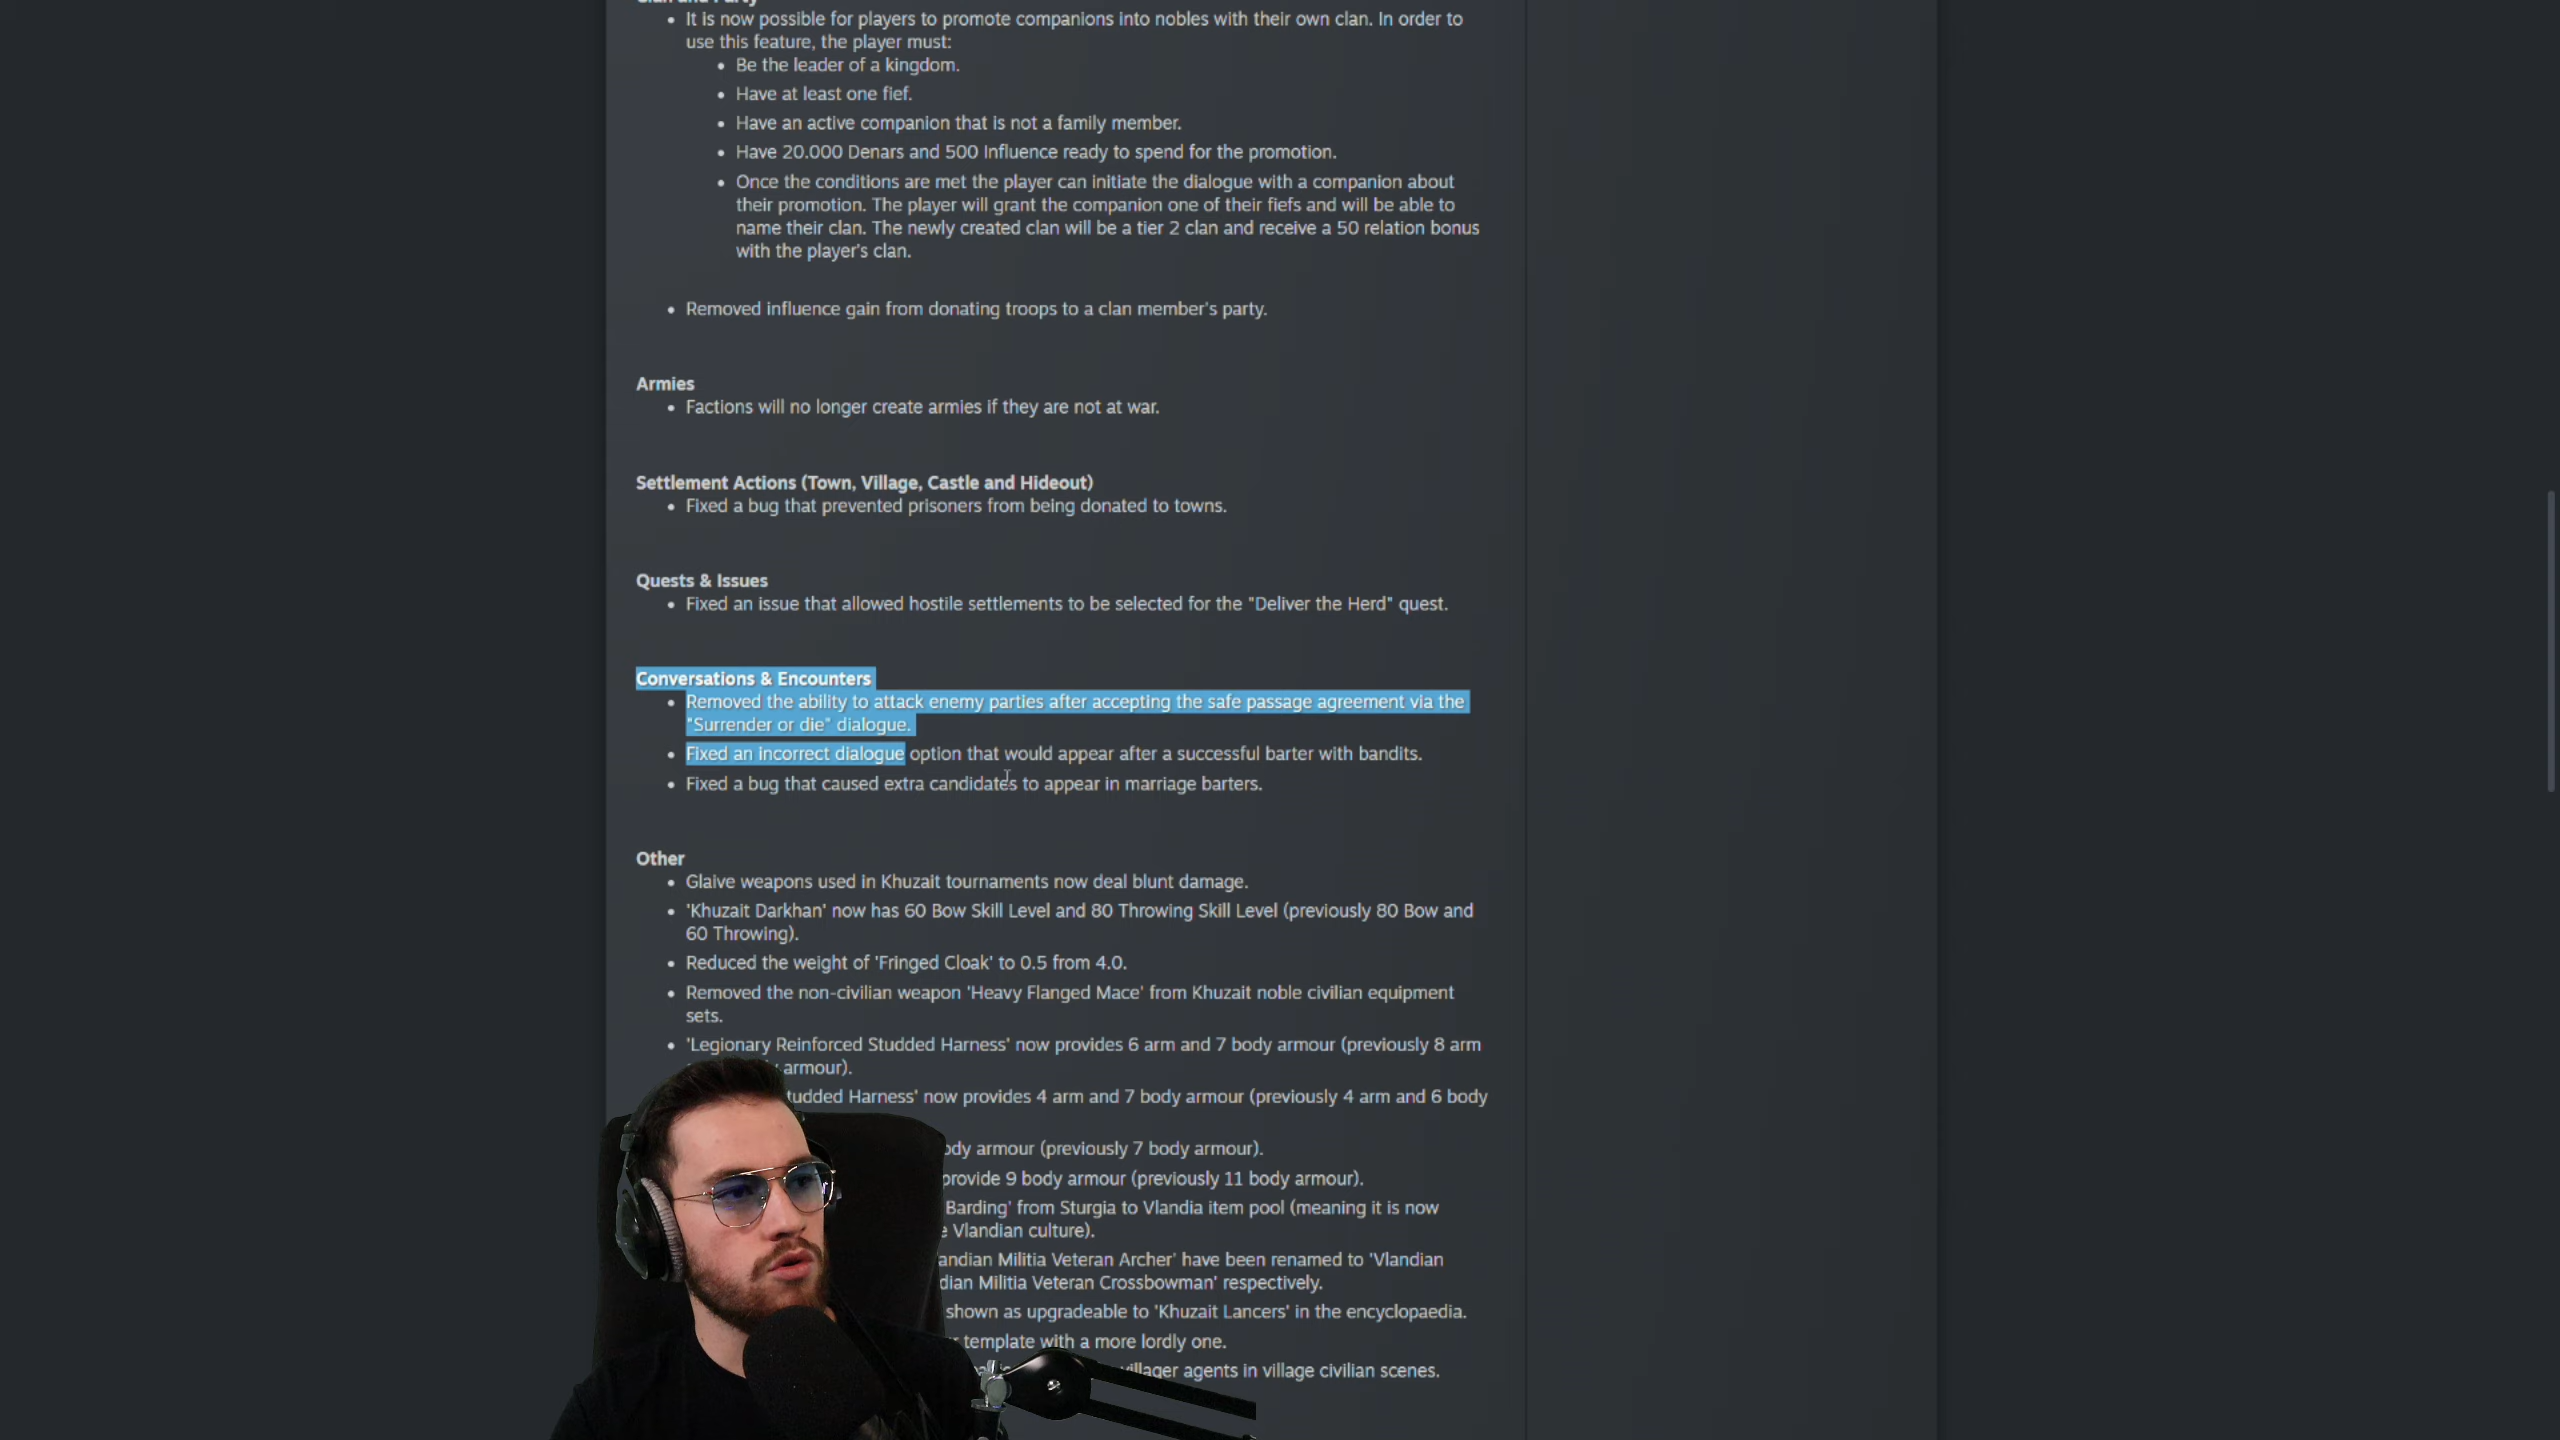 Clan and Party
It is now possible for players to promote companions into nobles with their own clan. In order to
use this feature, the player must:
Be the leader of a kingdom.
Have at least one fief.
Have an active companion that is not a family member.
Have 20.000 Denars and 500 Influence ready to spend for the promotion.
Once the conditions are met the player can initiate the dialogue with a companion about
their promotion. The player will grant the companion one of their fiefs and will be able to
name their clan. The newly created clan will be a tier 2 clan and receive a 50 relation bonus
with the player's clan.
Removed influence gain from donating troops to a clan member's party.
Armies
Factions will no longer create armies if they are not at war.
Settlement Actions (Town, Village, Castle and Hideout)
Fixed a bug that prevented prisoners from being donated to towns.
Quests & Issues
Fixed an issue that allowed hostile settlements to be selected for the "Deliver the Herd" quest.
Conversations & Encounters
Removed the ability to attack enemy parties after accepting the safe passage agreement via the
"Surrender or die" dialogue.
Fixed an incorrect dialogue option that would appear after a successful barter with bandits.
Fixed a bug that caused extra candidates to appear in marriage barters.
Other
Glaive weapons used in Khuzait tournaments now deal blunt damage.
'Khuzait Darkhan' now has 60 Bow Skill Level and 80 Throwing Skill Level (previously 80 Bow and
60 Throwing).
Reduced the weight of 'Fringed Cloak' to 0.5 from 4.0.
Removed the non-civilian weapon 'Heavy Flanged Mace' from Khuzait noble civilian equipment
sets.
'Legionary Reinforced Studded Harness' now provides 6 arm and 7 body armour (previously 8 arm
armour).
Harness' now provides 4 arm and 7 body armour (previously 4 arm and 6 body
armour (previously 7 body armour).
provide 9 body armour (previously 11 body armour).
Barding' from Sturgia to Vlandia item pool (meaning it is now
Vlandian culture).
Militia Veteran Archer' have been renamed to 'Vlandian
Militia Veteran Crossbowman' respectively.
shown as upgradeable to 'Khuzait Lancers' in the encyclopaedia.
template with a more lordly one.
agents in village civilian scenes.